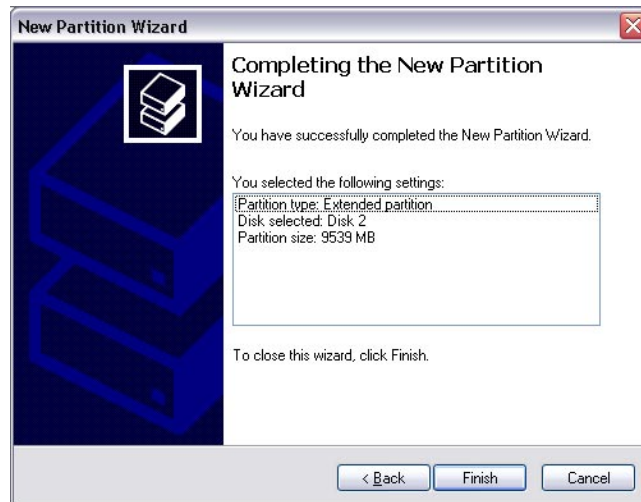 New Partition Wizard
Completing the New Partition
Wizard
You have successfully completed the New Partition Wizard.
You selected the following settings:
Partition type: Extended partition
Disk selected: Disk 2
Partition size: 9539 MB
To close this wizard, click Finish.
< Back Finish Cancel